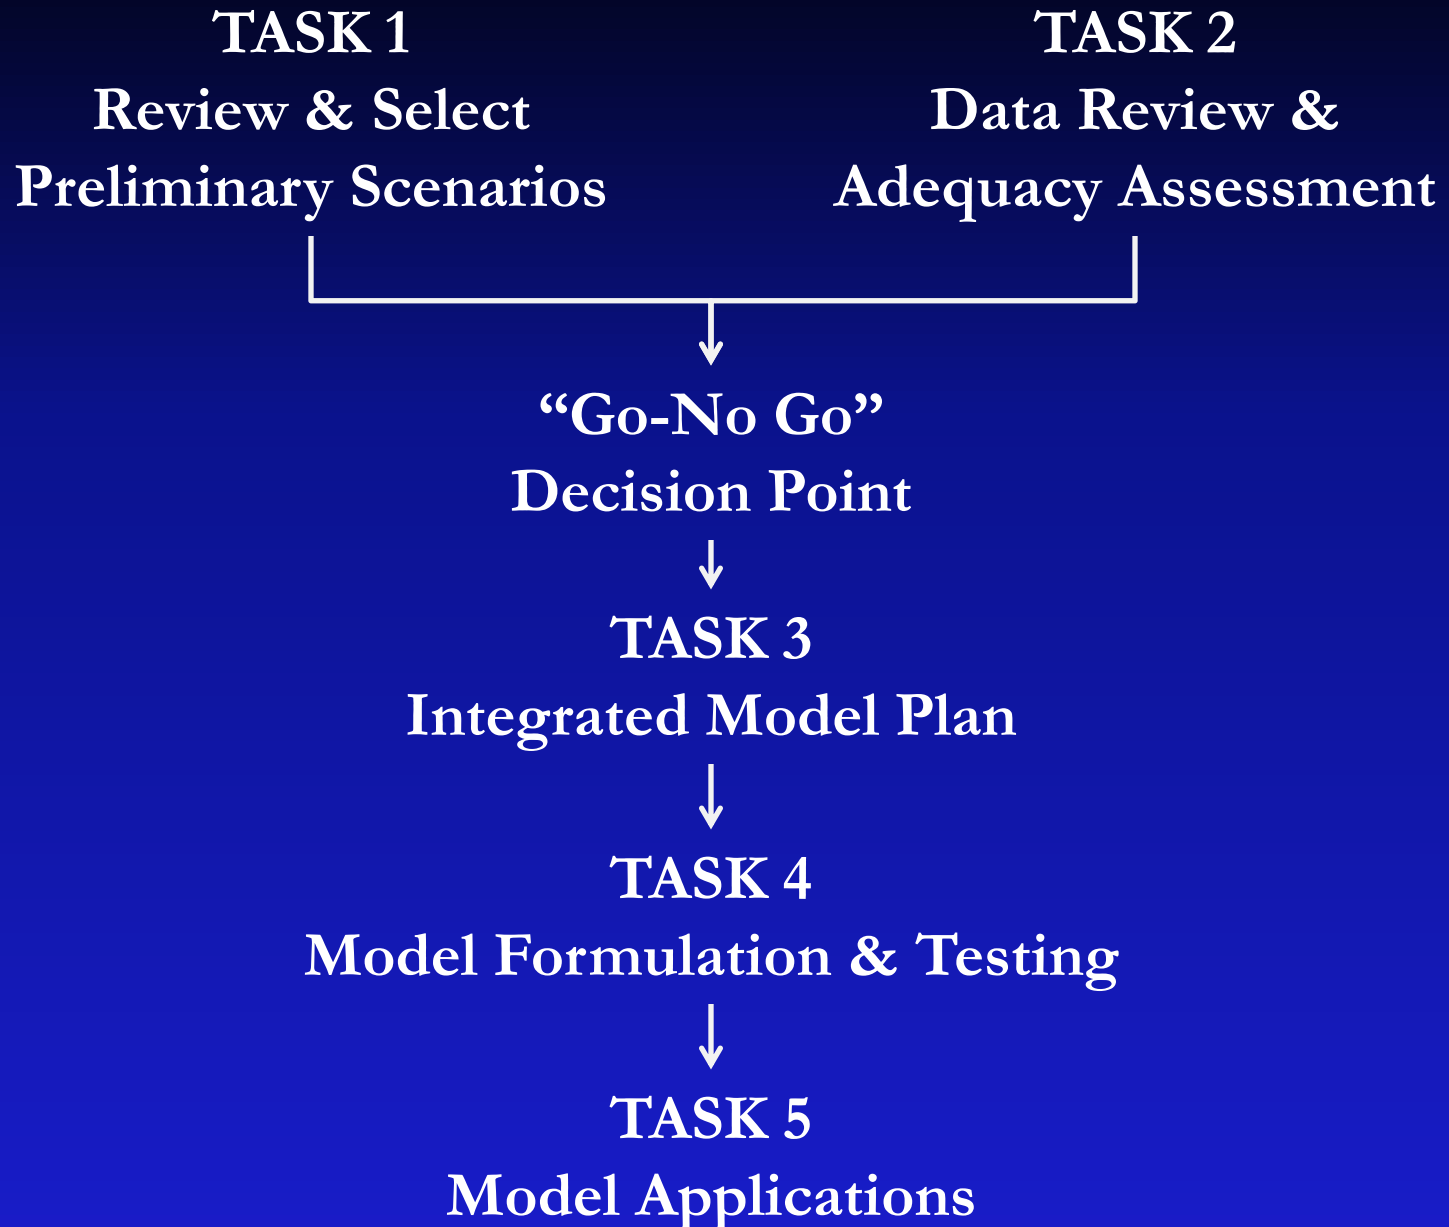 TASK 1
Review & Select
Preliminary Scenarios
TASK 2
Data Review &
Adequacy Assessment
“Go-No Go”
Decision Point
TASK 3
Integrated Model Plan
TASK 4
Model Formulation & Testing
TASK 5
Model Applications